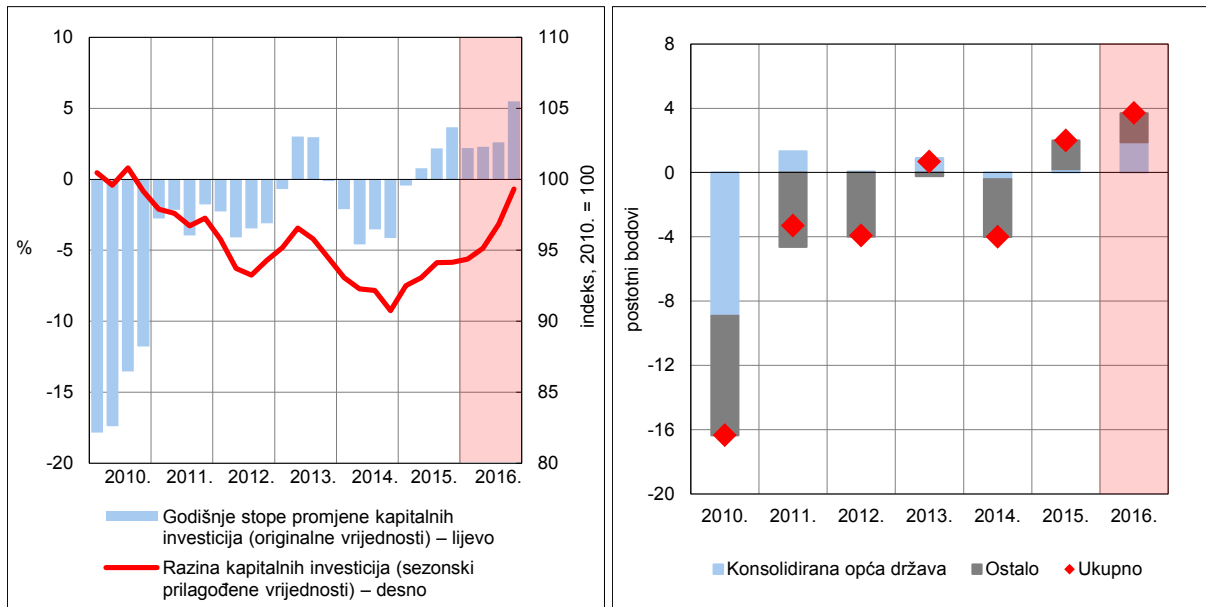 10
5
0
-5
-10
-15
-20
%
110
105
100
95
90
85
80
indeks, 2010. = 100
2010. 2011. 2012. 2013. 2014. 2015. 2016.
Godišnje stope promjene kapitalnih
investicija (originalne vrijednosti) – lijevo
Razina kapitalnih investicija (sezonski
prilagođene vrijednosti) – desno
8
4
0
-4
-8
-12
-16
-20
postotni bodovi
2010. 2011. 2012. 2013. 2014. 2015. 2016.
Konsolidirana opća država Ostalo Ukupno